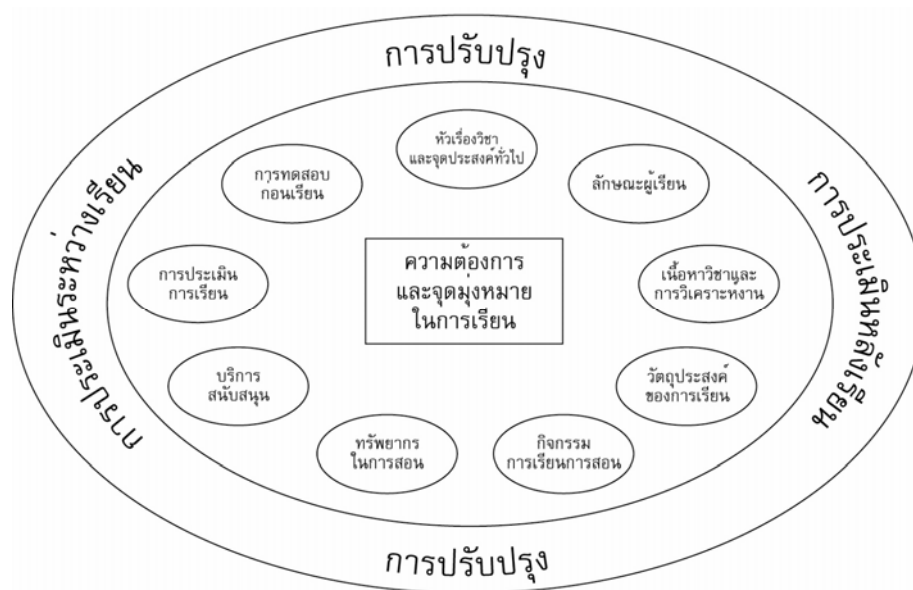 การปรับปรุง
หัวเรื่องวิชา
และจุดประสงค์ทั่วไป
ลักษณะผู้เรียน
เนื้อหาวิชาและ
การวิเคราะห์งาน
วัตถุประสงค์
ของการเรียน
กิจกรรม
การเรียนการสอน
ทรัพยากร
ในการสอน
บริการ
สนับสนุน
การประเมิน
การเรียน
การทดสอบ
กอนเรียน
ความต้องการ
และจุดมุ่งหมาย
ในการเรียน
การประเมินระหว่างเรียน
การประเมินหลังเรียน
การปรับปรุง